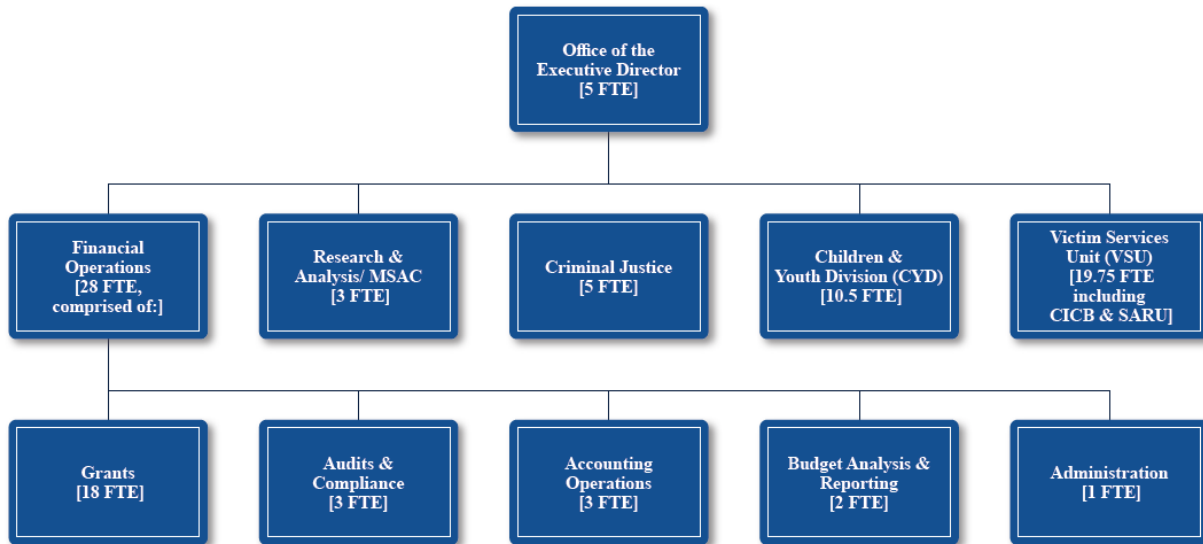 Office of the
Executive Director
[5 FTE]
Financial
Operations
[28 FTE,
comprised of:]
Research &
Analysis/ MSAC
[3 FTE]
Criminal Justice
[5 FTE]
Children &
Youth Division (CYD)
[10.5 FTE]
Victim Services
Unit (VSU)
[19.75 FTE
including
CICB & SARU]
Grants
[18 FTE]
Audits &
Compliance
[3 FTE]
Accounting
Operations
[3 FTE]
Budget Analysis &
Reporting
[2 FTE]
Administration
[1 FTE]